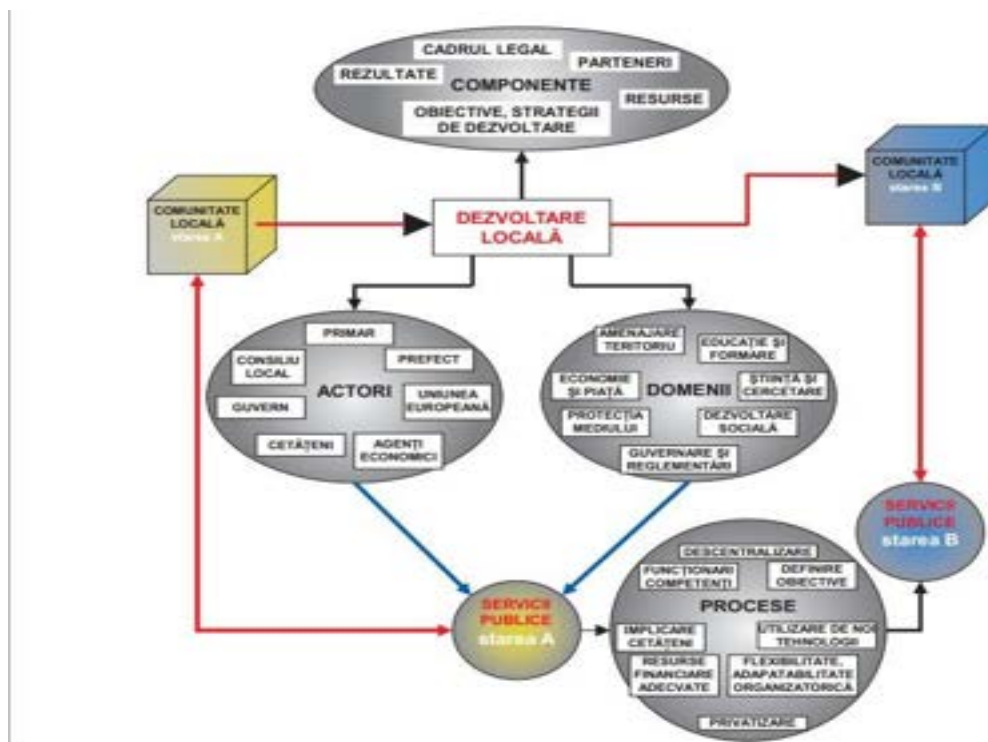 CADRUL LEGAL
PARTENERI
REZULTATE
COMPONENTE
RESURSE
OBIECTIVE, STRATEGII
DE DEZVOLTARE
COMUNITATE
LOCALĂ
starea A
DEZVOLTARE
LOCALĂ
COMUNITATE
LOCALĂ
starea B
PRIMAR
CONSILIU
LOCAL
PREFECT
ACTORI
GUVERN
UNIUNEA
EUROPEANĂ
CETĂȚENI
AGENȚI
ECONOMICI
AMENAJARE
TERITORIU
EDUCAȚIE ȘI
FORMARE
ECONOMIE
ȘI PIAȚĂ
DOMENII
ȘTIINȚĂ ȘI
CERCETARE
PROTECȚIA
MEDIULUI
DEZVOLTARE
SOCIALĂ
GUVERNARE ȘI
REGLEMENTĂRI
SERVICII
PUBLICE
starea A
DESCENTRALIZARE
FUNCȚIONARI
COMPETENȚI
DEFINIRE
OBIECTIVE
PROCESE
IMPLICARE
CETĂȚENI
UTILIZARE DE NOI
TEHNOLOGII
RESURSE
FINANCIARE
ADECVATE
FLEXIBILITATE,
ADAPATABILITATE
ORGANIZATORICĂ
PRIVATIZARE
SERVICII
PUBLICE
starea B